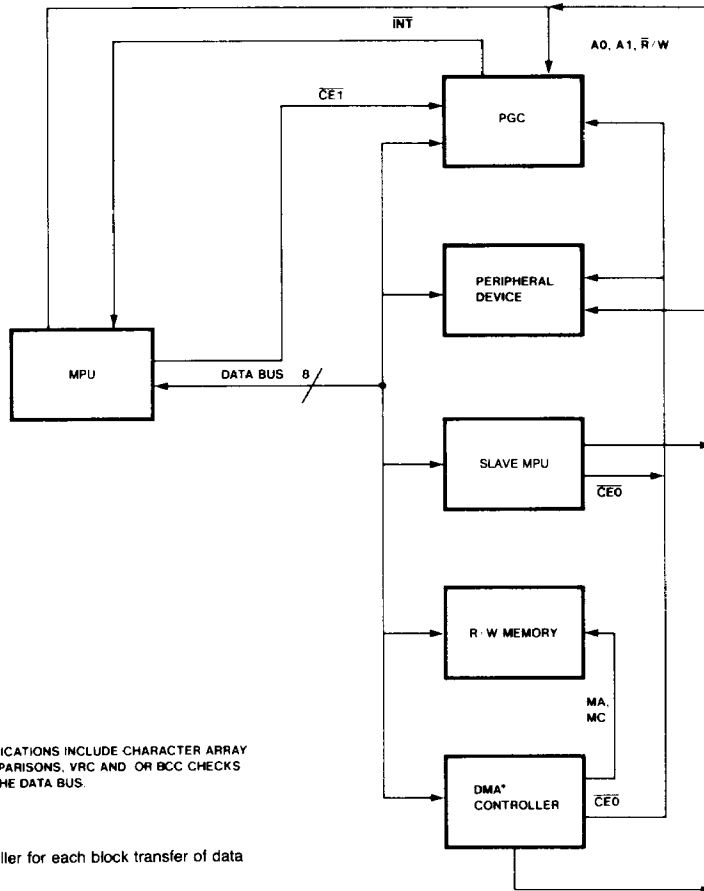 INT
A0, A1, R/W
CE1
PGC
PERIPHERAL
DEVICE
MPU
DATA BUS 8
SLAVE MPU
CE0
R·W MEMORY
MA,
MC
ICATIONS INCLUDE CHARACTER ARRAY
PARISONS, VRC AND OR BCC CHECKS
HE DATA BUS.
DMA*
CONTROLLER
CE0
ller for each block transfer of data